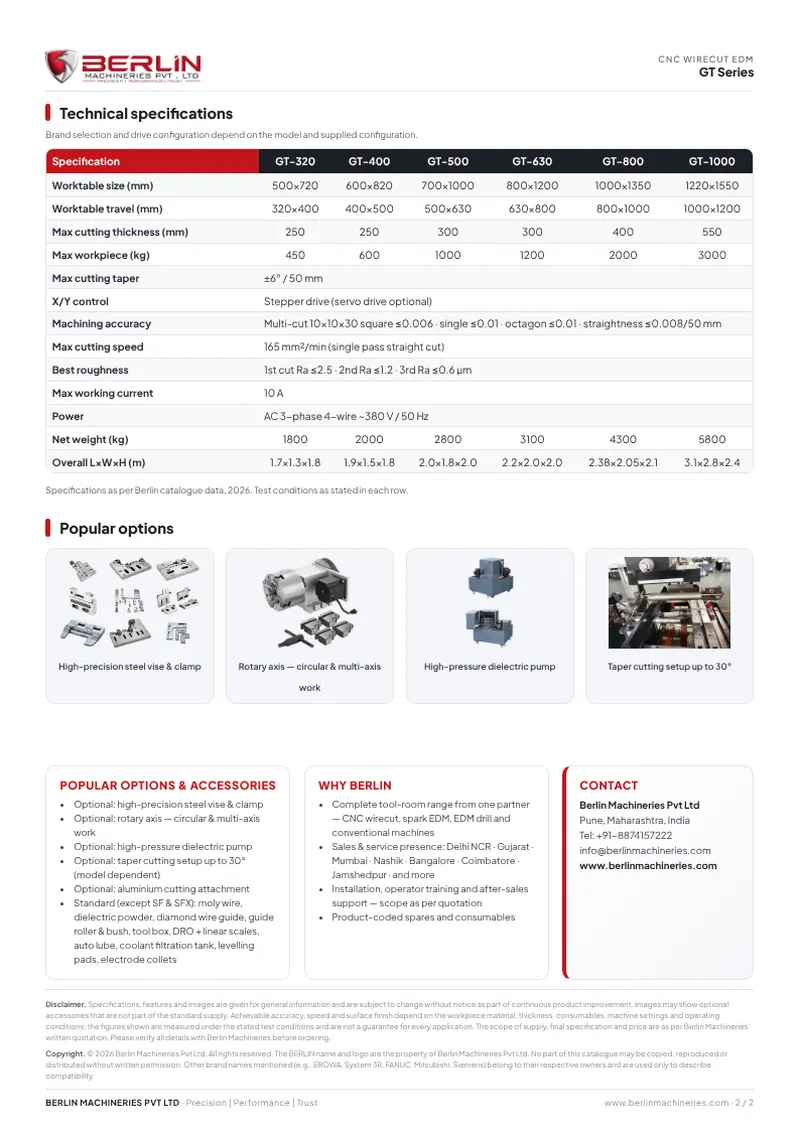 BERLIN
MACHINERIES PVT . LTD
PRECISION | PERFORMANCE | TRUST
CNC WIRECUT EDM
GT Series
Technical specifications
Brand selection and drive configuration depend on the model and supplied configuration.
Specification GT-320 GT-400 GT-500 GT-630 GT-800 GT-1000
Worktable size (mm) 500×720 600×820 700×1000 800×1200 1000×1350 1220×1550
Worktable travel (mm) 320×400 400×500 500×630 630×800 800×1000 1000×1200
Max cutting thickness (mm) 250 250 300 300 400 550
Max workpiece (kg) 450 600 1000 1200 2000 3000
Max cutting taper ±6° / 50 mm
X/Y control Stepper drive (servo drive optional)
Machining accuracy Multi-cut 10×10×30 square ≤0.006 · single ≤0.01 · octagon ≤0.01 · straightness ≤0.008/50 mm
Max cutting speed 165 mm²/min (single pass straight cut)
Best roughness 1st cut Ra ≤2.5 · 2nd Ra ≤1.2 · 3rd Ra ≤0.6 µm
Max working current 10 A
Power AC 3-phase 4-wire ~380 V / 50 Hz
Net weight (kg) 1800 2000 2800 3100 4300 5800
Overall L×W×H (m) 1.7×1.3×1.8 1.9×1.5×1.8 2.0×1.8×2.0 2.2×2.0×2.0 2.38×2.05×2.1 3.1×2.8×2.4
Specifications as per Berlin catalogue data, 2026. Test conditions as stated in each row.
Popular options
High-precision steel vise & clamp
Rotary axis — circular & multi-axis
work
High-pressure dielectric pump
Taper cutting setup up to 30°
POPULAR OPTIONS & ACCESSORIES
• Optional: high-precision steel vise & clamp
• Optional: rotary axis — circular & multi-axis
work
• Optional: high-pressure dielectric pump
• Optional: taper cutting setup up to 30°
(model dependent)
• Optional: aluminium cutting attachment
• Standard (except SF & SFX): moly wire,
dielectric powder, diamond wire guide, guide
roller & bush, tool box, DRO + linear scales,
auto lube, coolant filtration tank, levelling
pads, electrode collets
WHY BERLIN
• Complete tool-room range from one partner
— CNC wirecut, spark EDM, EDM drill and
conventional machines
• Sales & service presence: Delhi NCR · Gujarat ·
Mumbai · Nashik · Bangalore · Coimbatore ·
Jamshedpur · and more
• Installation, operator training and after-sales
support — scope as per quotation
• Product-coded spares and consumables
CONTACT
Berlin Machineries Pvt Ltd
Pune, Maharashtra, India
Tel: +91-8874157222
info@berlinmachineries.com
www.berlinmachineries.com
Disclaimer. Specifications, features and images are given for general information and are subject to change without notice as part of continuous product improvement. Images may show optional
accessories that are not part of the standard supply. Achievable accuracy, speed and surface finish depend on the workpiece material, thickness, consumables, machine settings and operating
conditions: the figures shown are measured under the stated test conditions and are not a guarantee for every application. The scope of supply, final specification and price are as per Berlin Machineries'
written quotation. Please verify all details with Berlin Machineries before ordering.
Copyright. © 2026 Berlin Machineries Pvt Ltd. All rights reserved. The BERLIN name and logo are the property of Berlin Machineries Pvt Ltd. No part of this catalogue may be copied, reproduced or
distributed without written permission. Other brand names mentioned (e.g., EROWA, System 3R, FANUC, Mitsubishi, Siemens) belong to their respective owners and are used only to describe
compatibility.
BERLIN MACHINERIES PVT LTD · Precision | Performance | Trust
www.berlinmachineries.com · 2 / 2